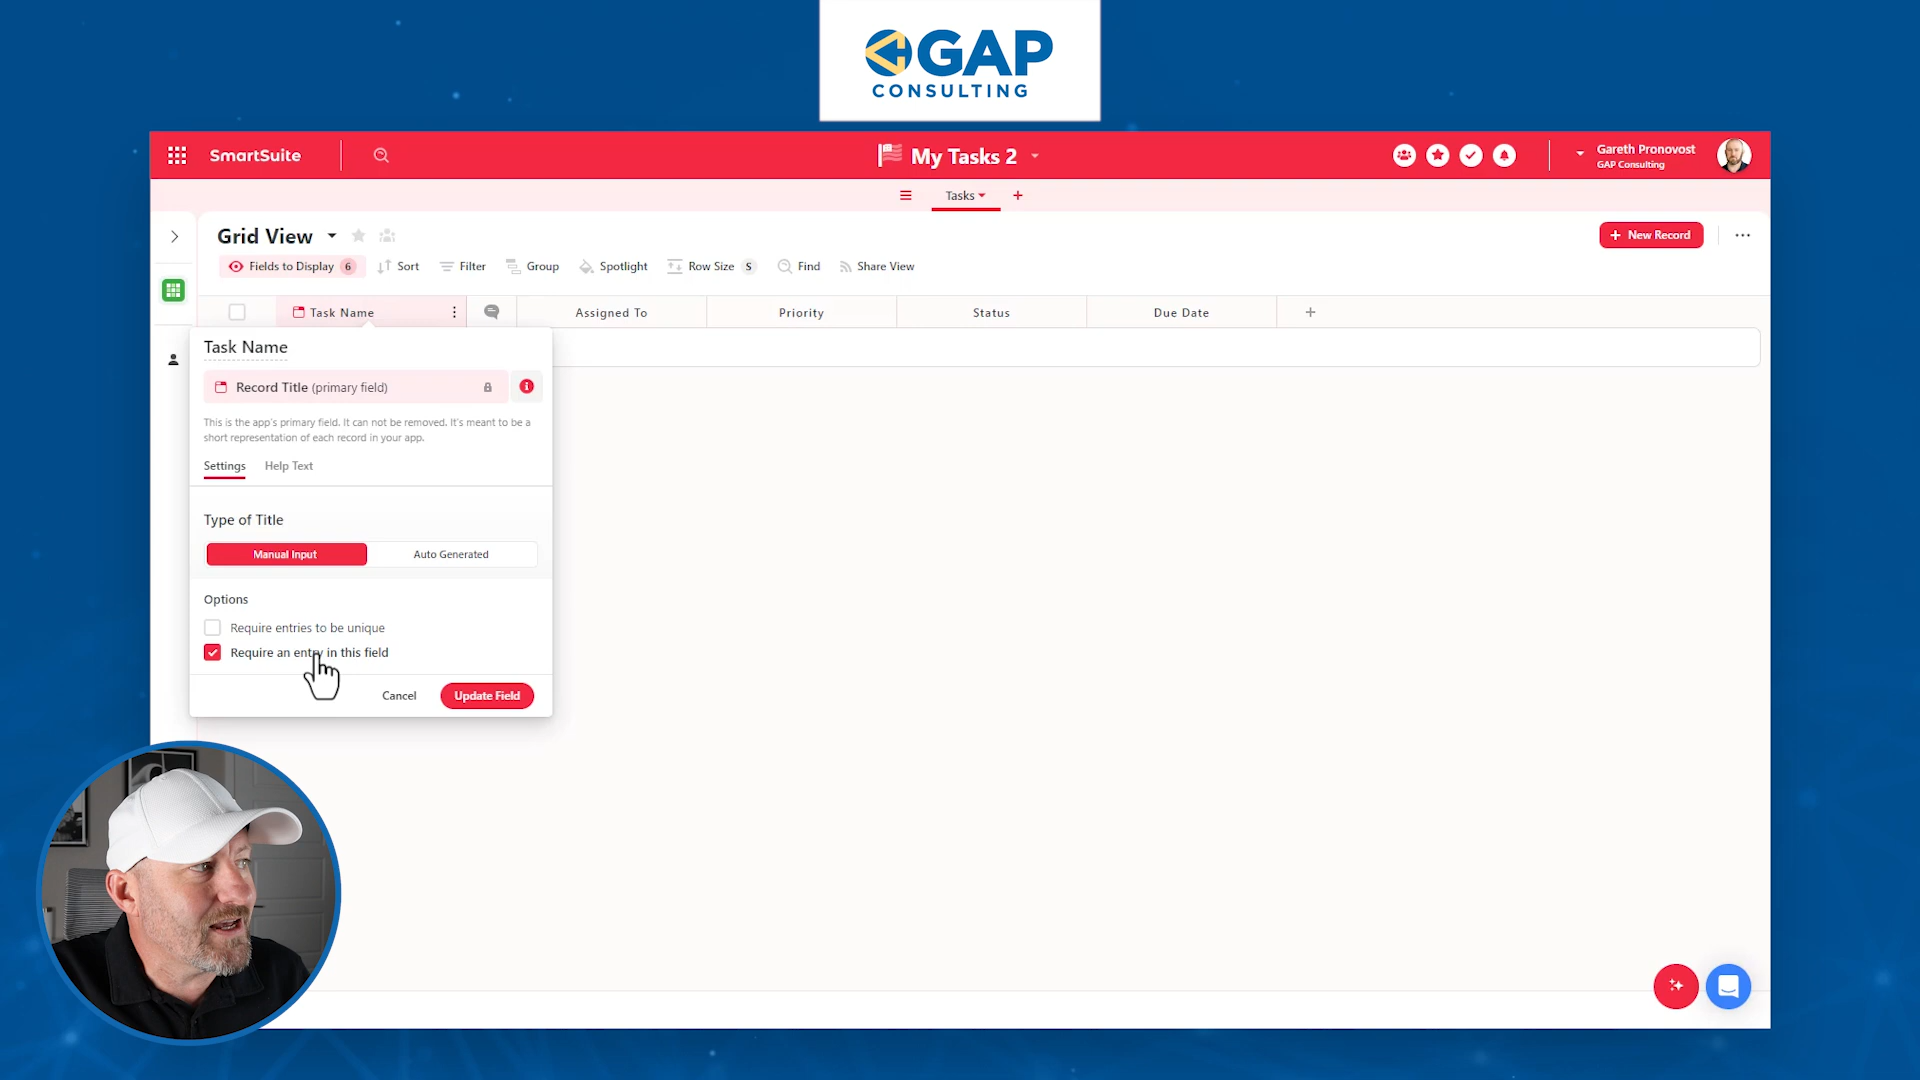 GAP
CONSULTING
SmartSuite
My Tasks 2
Gareth Pronovost
GAP Consulting
Tasks
Grid View
New Record
Fields to Display 6
Sort
Filter
Group
Spotlight
Row Size S
Find
Share View
Task Name
Assigned To
Priority
Status
Due Date
Task Name
Record Title (primary field)
This is the app's primary field. It can not be removed. It's meant to be a
short representation of each record in your app.
Settings
Help Text
Type of Title
Manual Input
Auto Generated
Options
Require entries to be unique
Require an entry in this field
Cancel
Update Field